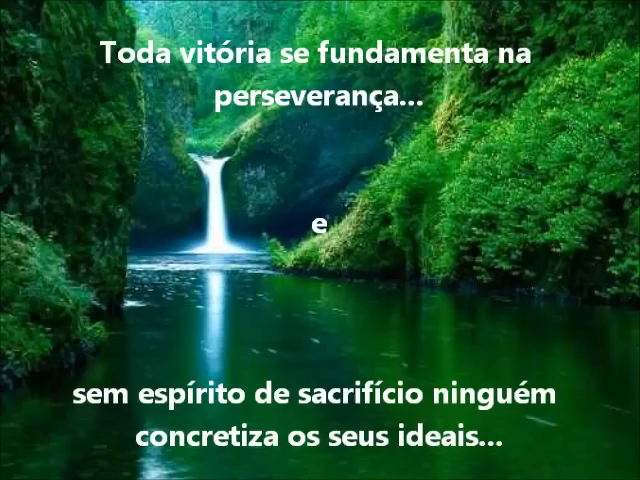 Toda vitória se fundamenta na
perseverança...
e
sem espírito de sacrifício ninguém
concretiza os seus ideais...